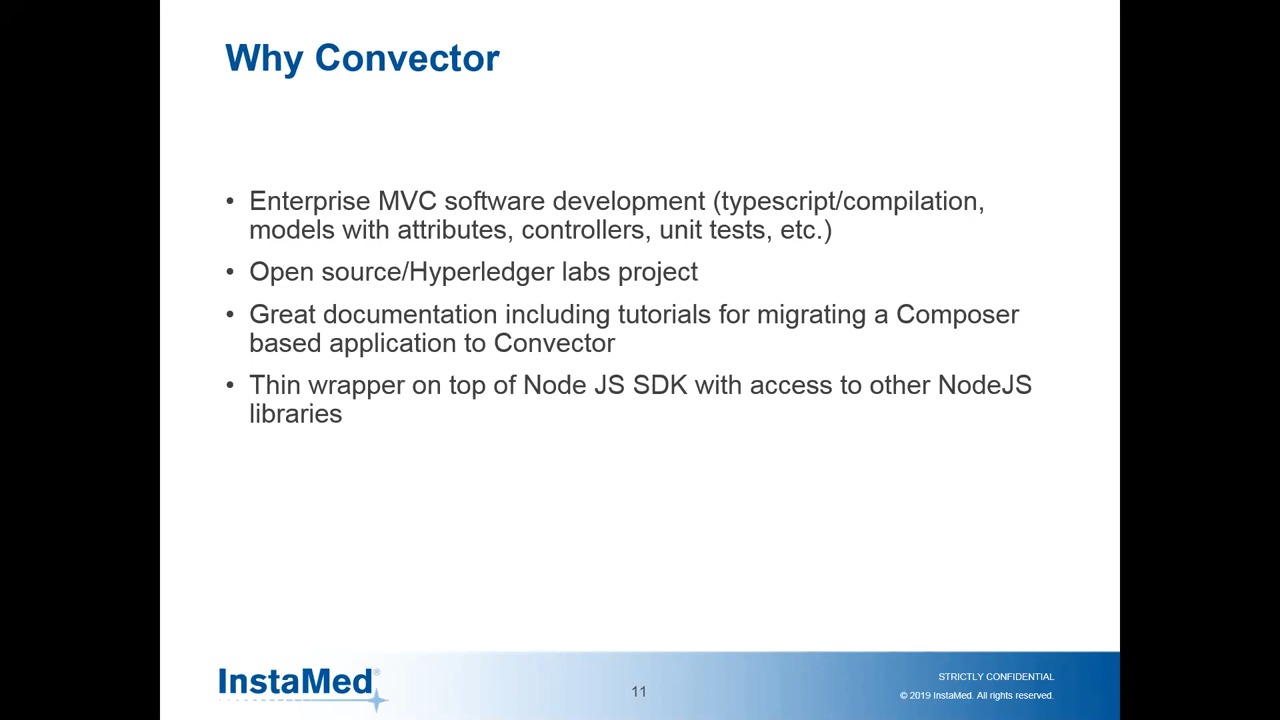 Why Convector
• Enterprise MVC software development (typescript/compilation,
models with attributes, controllers, unit tests, etc.)
• Open source/Hyperledger labs project
• Great documentation including tutorials for migrating a Composer
based application to Convector
• Thin wrapper on top of Node JS SDK with access to other NodeJS
libraries
InstaMed®
11
STRICTLY CONFIDENTIAL
© 2019 InstaMed. All rights reserved.